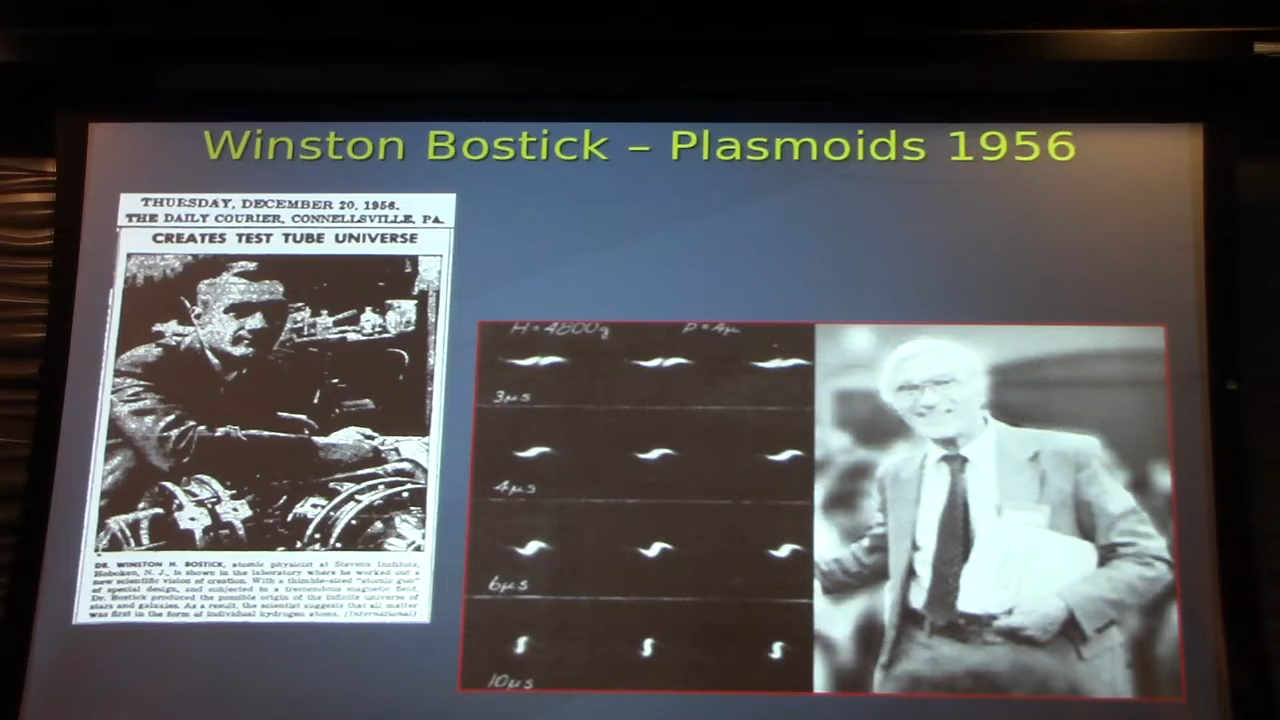 Winston Bostick – Plasmoids 1956
THURSDAY, DECEMBER 20, 1956.
THE DAILY COURIER, CONNELLSVILLE, PA.
CREATES TEST TUBE UNIVERSE
DR. WINSTON H. BOSTICK, atomic physicist at Stevens Institute,
Hoboken, N. J., is shown in the laboratory where he worked out a
new scientific vision of creation. With a thimble-sized "atomic gun"
of special design, and subjected to a tremendous magnetic field,
Dr. Bostick produced the possible origin of the infinite universe of
stars and galaxies. As a result, the scientist suggests that all matter
was first in the form of individual hydrogen atoms. (International)
H = 4800g P = 4μ
3μs
4μs
6μs
10μs